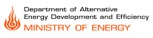 Department of Alternative
Energy Development and Efficiency
MINISTRY OF ENERGY